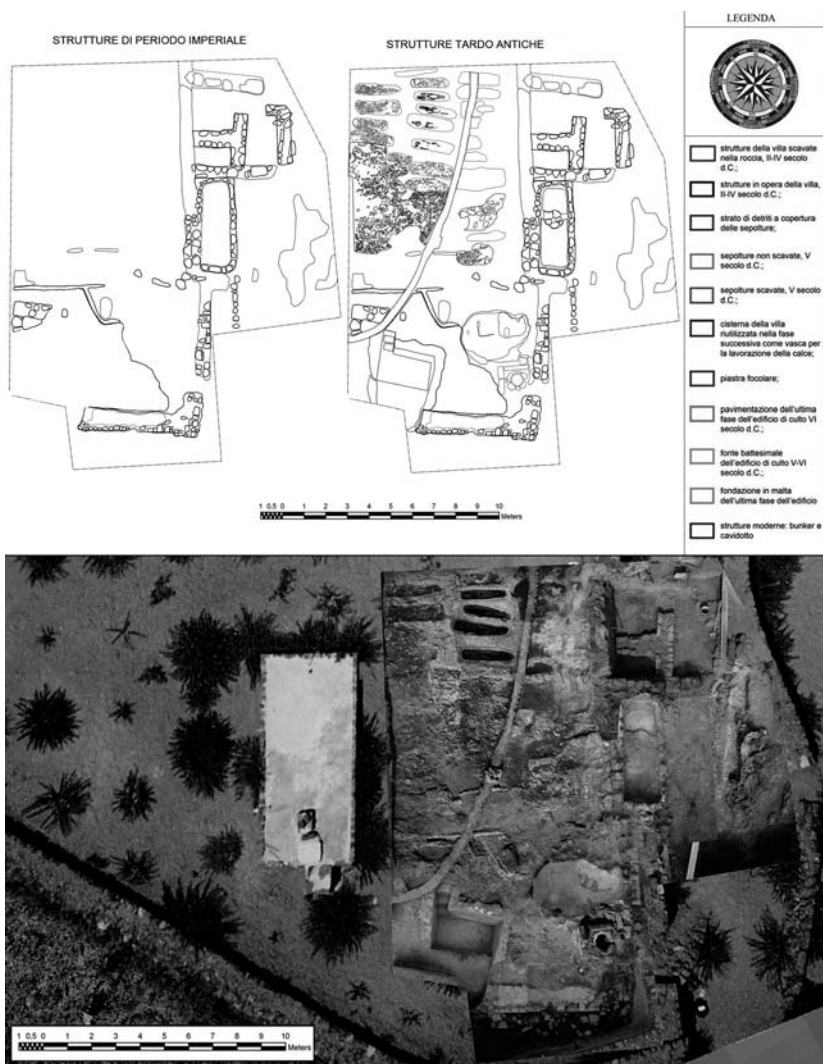 STRUTTURE DI PERIODO IMPERIALE
STRUTTURE TARDO ANTICHE
LEGENDA
strutture della villa scavate
nella roccia, II-IV secolo
d.C.;
strutture in opera della villa,
II-IV secolo d.C.;
strato di detriti a copertura
delle sepolture;
sepolture non scavate, V
secolo d.C.;
sepolture scavate, V secolo
d.C.;
cisterna della villa
riutilizzata nella fase
successiva come vasca per
la lavorazione della calce;
piastra focolare;
pavimentazione dell'ultima
fase dell'edificio di culto VI
secolo d.C.;
fonte battesimale
dell'edificio di culto V-VI
secolo d.C.;
fondazione in malta
dell'ultima fase dell'edificio
strutture moderne: bunker e
cavidotto
1 0,5 0 1 2 3 4 5 6 7 8 9 10
Meters
1 0,5 0 1 2 3 4 5 6 7 8 9 10
Meters